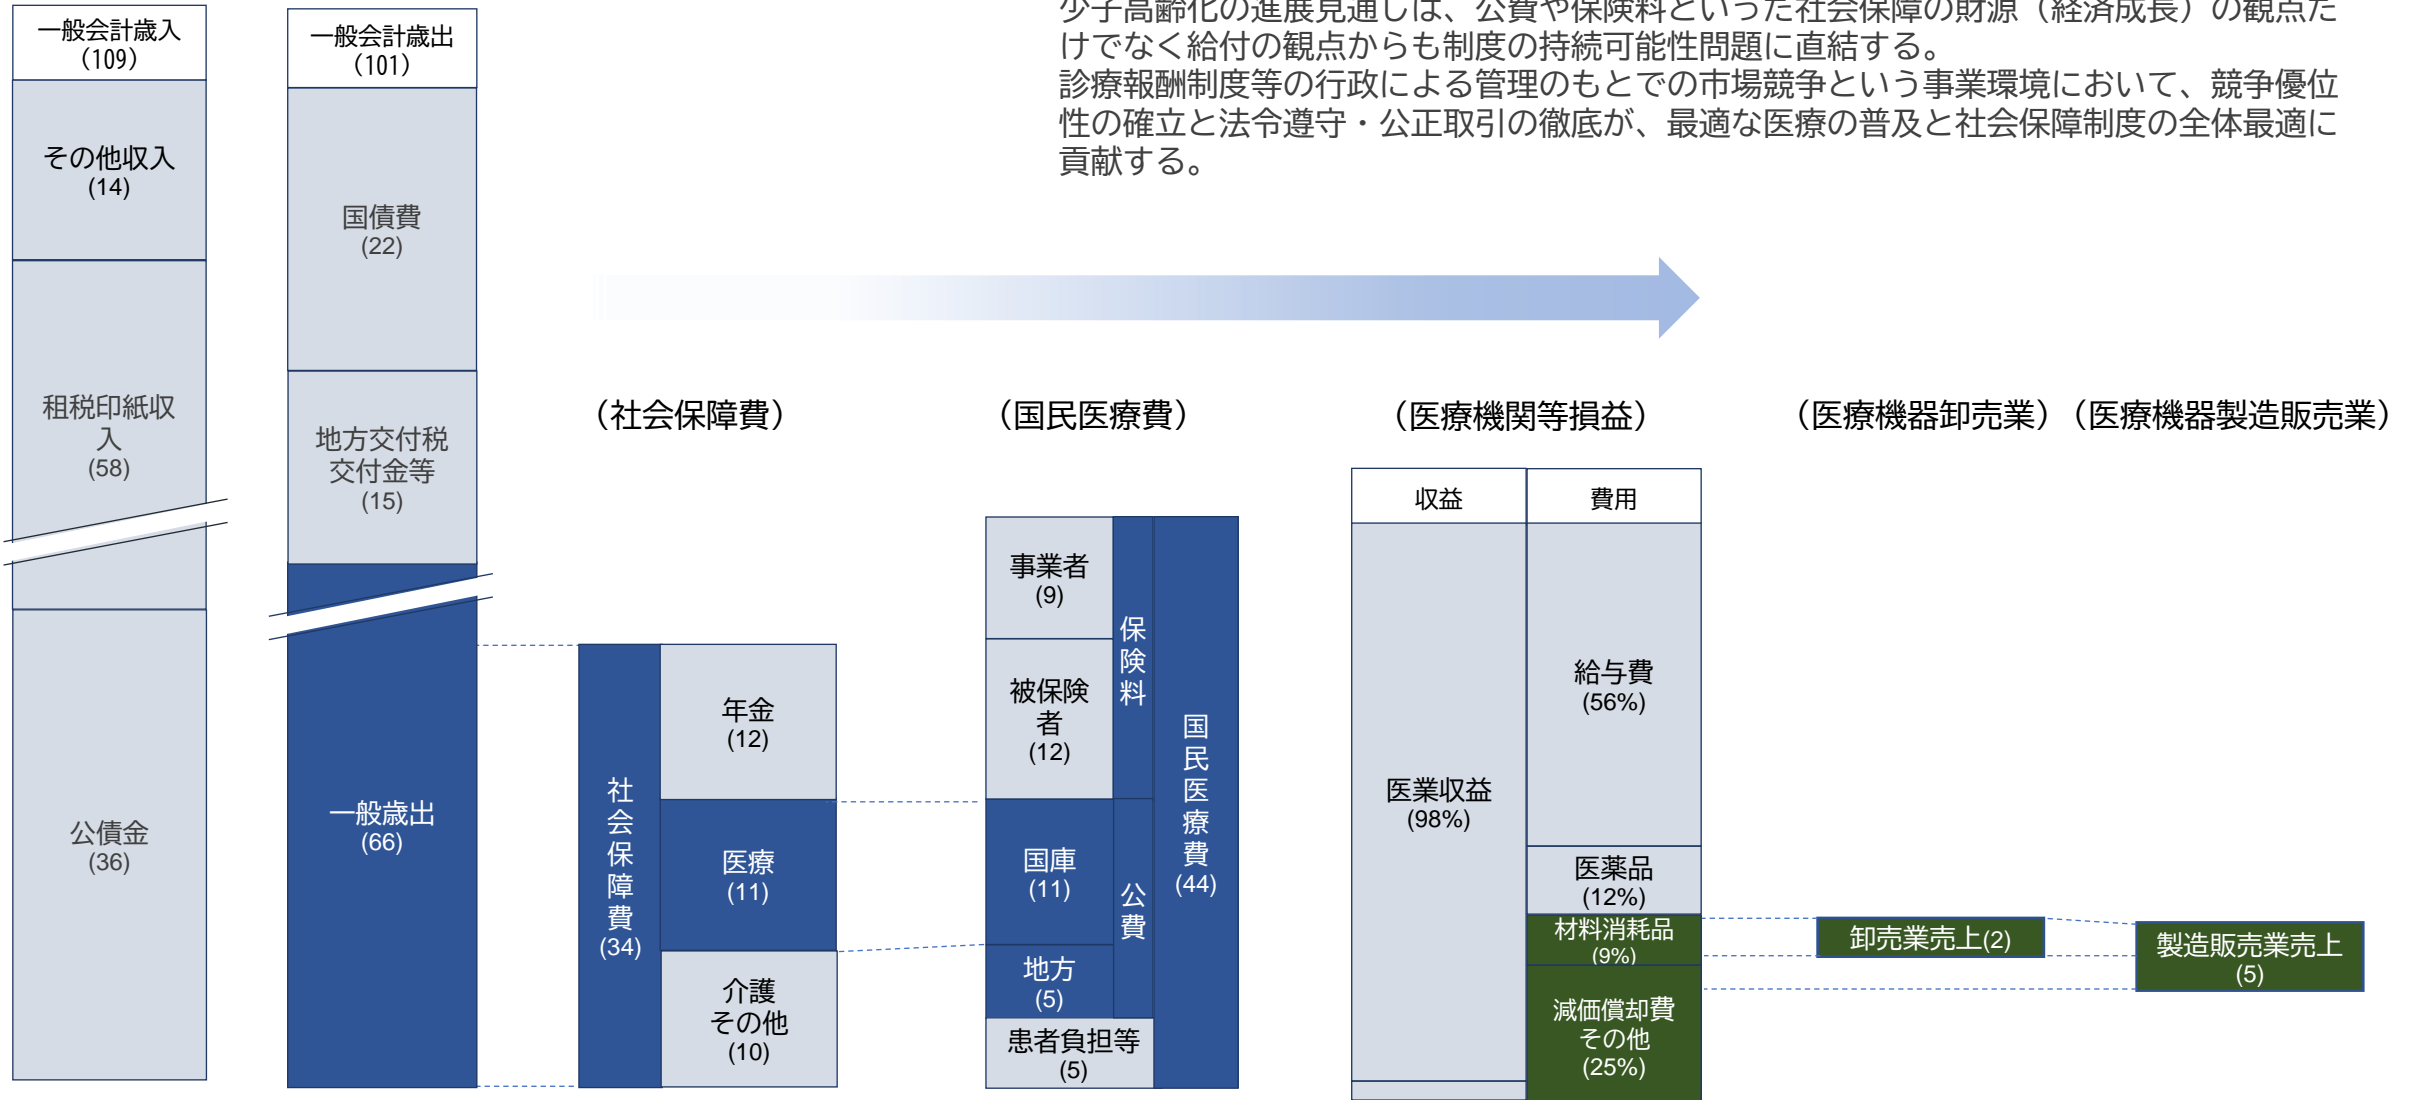 少子高齢化の進展見通しは、公費や保険料といった社会保障の財源（経済成長）の観点だ
けでなく給付の観点からも制度の持続可能性問題に直結する。
診療報酬制度等の行政による管理のもとでの市場競争という事業環境において、競争優位
性の確立と法令遵守・公正取引の徹底が、最適な医療の普及と社会保障制度の全体最適に
貢献する。
一般会計歳入
(109)
その他収入
(14)
租税印紙収
入
(58)
公債金
(36)
一般会計歳出
(101)
国債費
(22)
地方交付税
交付金等
(15)
一般歳出
(66)
（社会保障費）
社会保障費
(34)
年金
(12)
医療
(11)
介護
その他
(10)
（国民医療費）
事業者
(9)
被保険
者
(12)
国庫
(11)
地方
(5)
患者負担等
(5)
保険料
公費
国民医療費
(44)
（医療機関等損益）
収益
費用
医業収益
(98%)
給与費
(56%)
医薬品
(12%)
材料消耗品
(9%)
減価償却費
その他
(25%)
（医療機器卸売業）
卸売業売上(2)
（医療機器製造販売業）
製造販売業売上
(5)